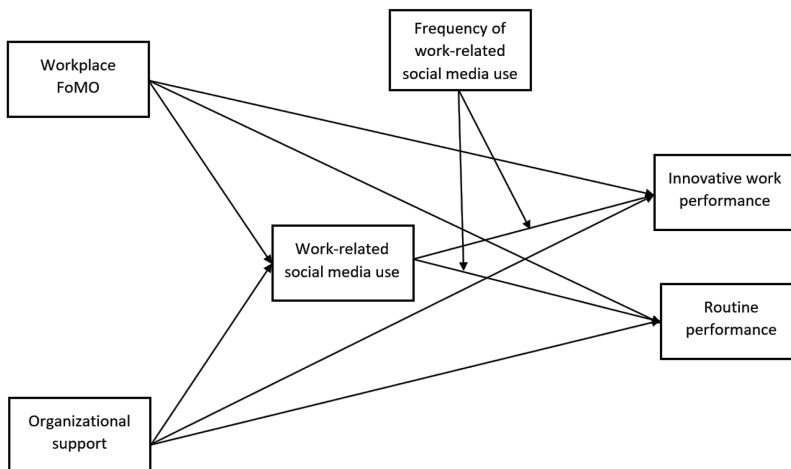 Frequency of
work-related
social media use
Workplace
FoMO
Innovative work
performance
Work-related
social media use
Routine
performance
Organizational
support